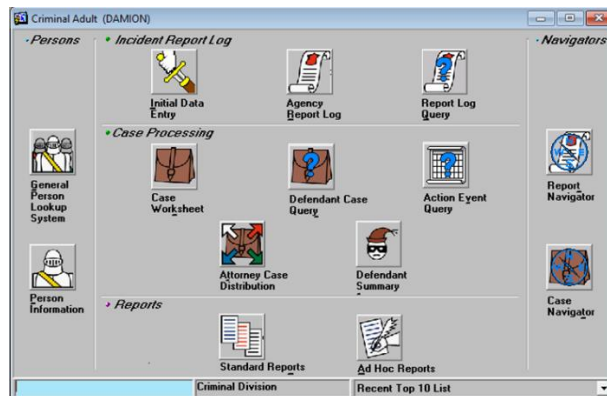 Criminal Adult (DAMION)
Persons
Incident Report Log
Navigators
Initial Data
Entry
Agency
Report Log
Report Log
Query
Case Processing
General
Person
Lookup
System
Case
Worksheet
Defendant Case
Query
Action Event
Query
Report
Navigator
Attorney Case
Distribution
Defendant
Summary
Person
Information
Case
Navigator
Reports
Standard Reports
Ad Hoc Reports
Criminal Division
Recent Top 10 List